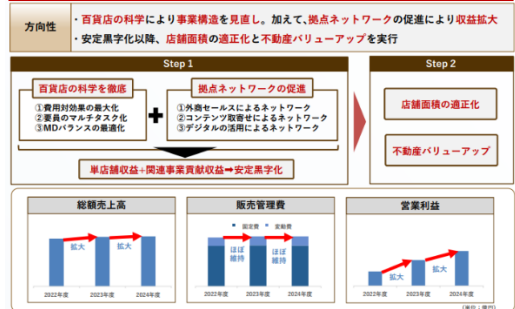 方向性
・百貨店の科学により事業構造を見直し。加えて、拠点ネットワークの促進により収益拡大
・安定黒字化以降、店舗面積の適正化と不動産バリューアップを実行
Step 1
百貨店の科学を徹底
①費用対効果の最大化
②要員のマルチタスク化
③MDバランスの最適化
+
拠点ネットワークの促進
①外商セールスによるネットワーク
②コンテンツ取寄せによるネットワーク
③デジタルの活用によるネットワーク
単店舗収益+関連事業貢献収益➡安定黒字化
Step 2
店舗面積の適正化
不動産バリューアップ
総額売上高
拡大
拡大
2022年度 2023年度 2024年度
販売管理費
固定費 変動費
ほぼ
維持
ほぼ
維持
2022年度 2023年度 2024年度
営業利益
拡大
拡大
2022年度 2023年度 2024年度